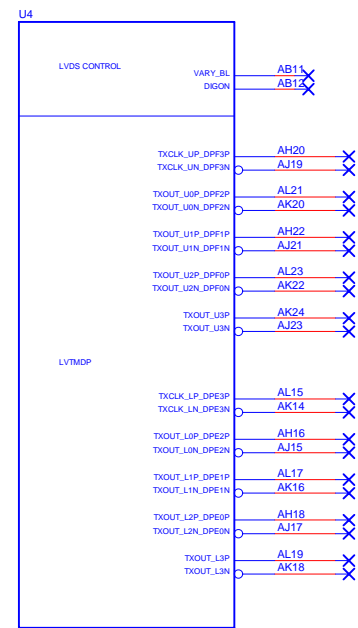 U4
LVDS CONTROL
VARY_BL AB11
DIGON AB12
TXCLK_UP_DPF3P AH20
TXCLK_UN_DPF3N AJ19
TXOUT_U0P_DPF2P AL21
TXOUT_U0N_DPF2N AK20
TXOUT_U1P_DPF1P AH22
TXOUT_U1N_DPF1N AJ21
TXOUT_U2P_DPF0P AL23
TXOUT_U2N_DPF0N AK22
TXOUT_U3P AK24
TXOUT_U3N AJ23
LVTMDP
TXCLK_LP_DPE3P AL15
TXCLK_LN_DPE3N AK14
TXOUT_L0P_DPE2P AH16
TXOUT_L0N_DPE2N AJ15
TXOUT_L1P_DPE1P AL17
TXOUT_L1N_DPE1N AK16
TXOUT_L2P_DPE0P AH18
TXOUT_L2N_DPE0N AJ17
TXOUT_L3P AL19
TXOUT_L3N AK18